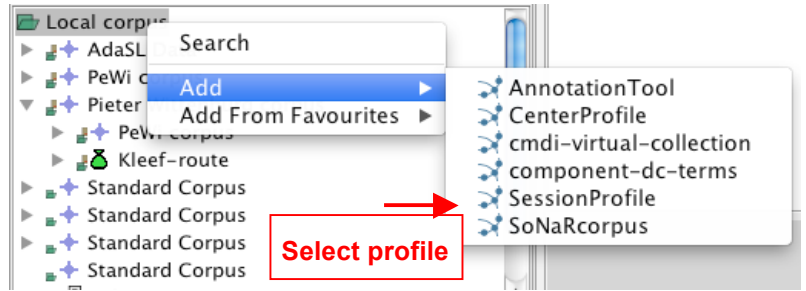 Local corpus
AdaSL
PeWi
Pieter
PeWi corpus
Kleef-route
Standard Corpus
Standard Corpus
Standard Corpus
Standard Corpus
Search
Add
Add From Favourites
AnnotationTool
CenterProfile
cmdi-virtual-collection
component-dc-terms
SessionProfile
SoNaRcorpus
Select profile